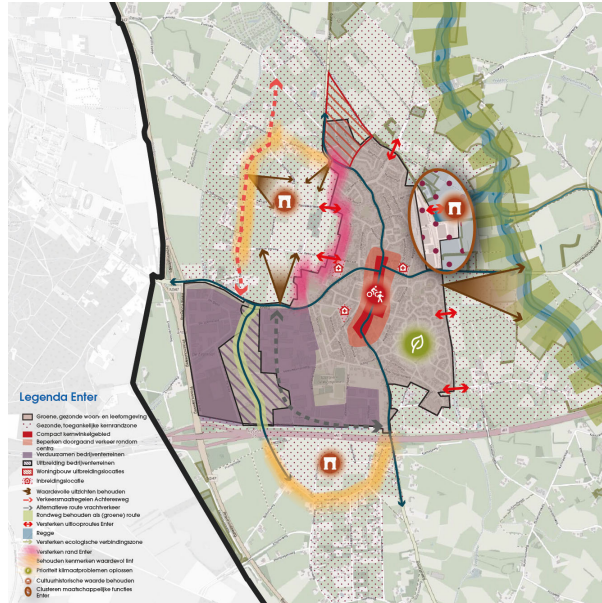 Legenda Enter
Groene, gezonde woon- en leefomgeving
Gezonde, toegankelijke kernrandzone
Compact kernwinkelgebied
Beperken doorgaand verkeer rondom
centra
Verduurzamen bedrijventerreinen
Uitbreiding bedrijventerreinen
Woningbouw uitbreidingslocaties
Inbreidingslocatie
Waardevolle uitzichten behouden
Verkeersmaatregelen Achteresweg
Alternatieve route vrachtverkeer
Rondweg behouden als (groene) route
Versterken uitlooproutes Enter
Regge
Versterken ecologische verbindingszone
Versterken rand Enter
Behouden kenmerken waardevol lint
Prioriteit klimaatproblemen oplossen
Cultuurhistorische waarde behouden
Clusteren maatschappelijke functies
Enter